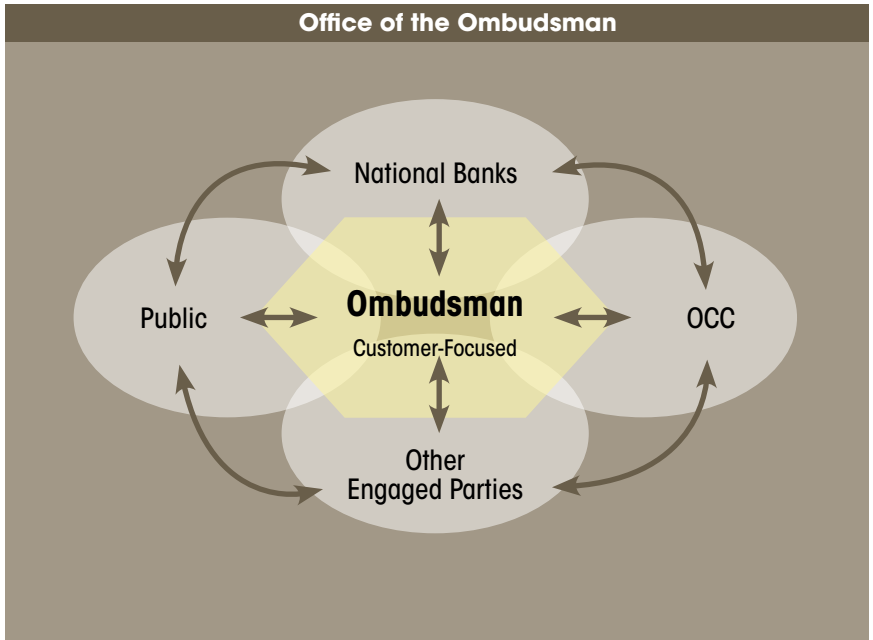 Office of the Ombudsman
National Banks
Public
Ombudsman
Customer-Focused
OCC
Other
Engaged Parties